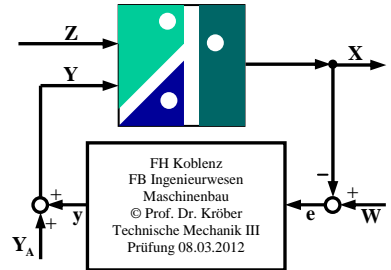 Z
X
Y
FH Koblenz
FB Ingenieurwesen
Maschinenbau
© Prof. Dr. Kröber
Technische Mechanik III
Prüfung 08.03.2012
−
+
+
+
y
e
W
Y_A